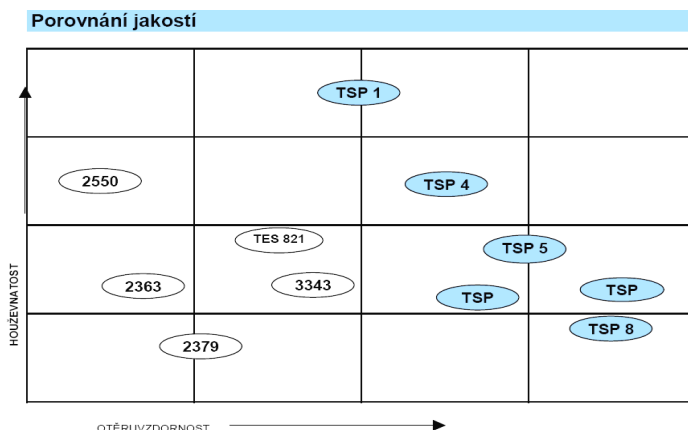 Porovnání jakostí
TSP 1
2550
TSP 4
TES 821
TSP 5
2363
3343
TSP
TSP
TSP 8
2379
HOUŽEVNATOST
OTĚRUVZDORNOST